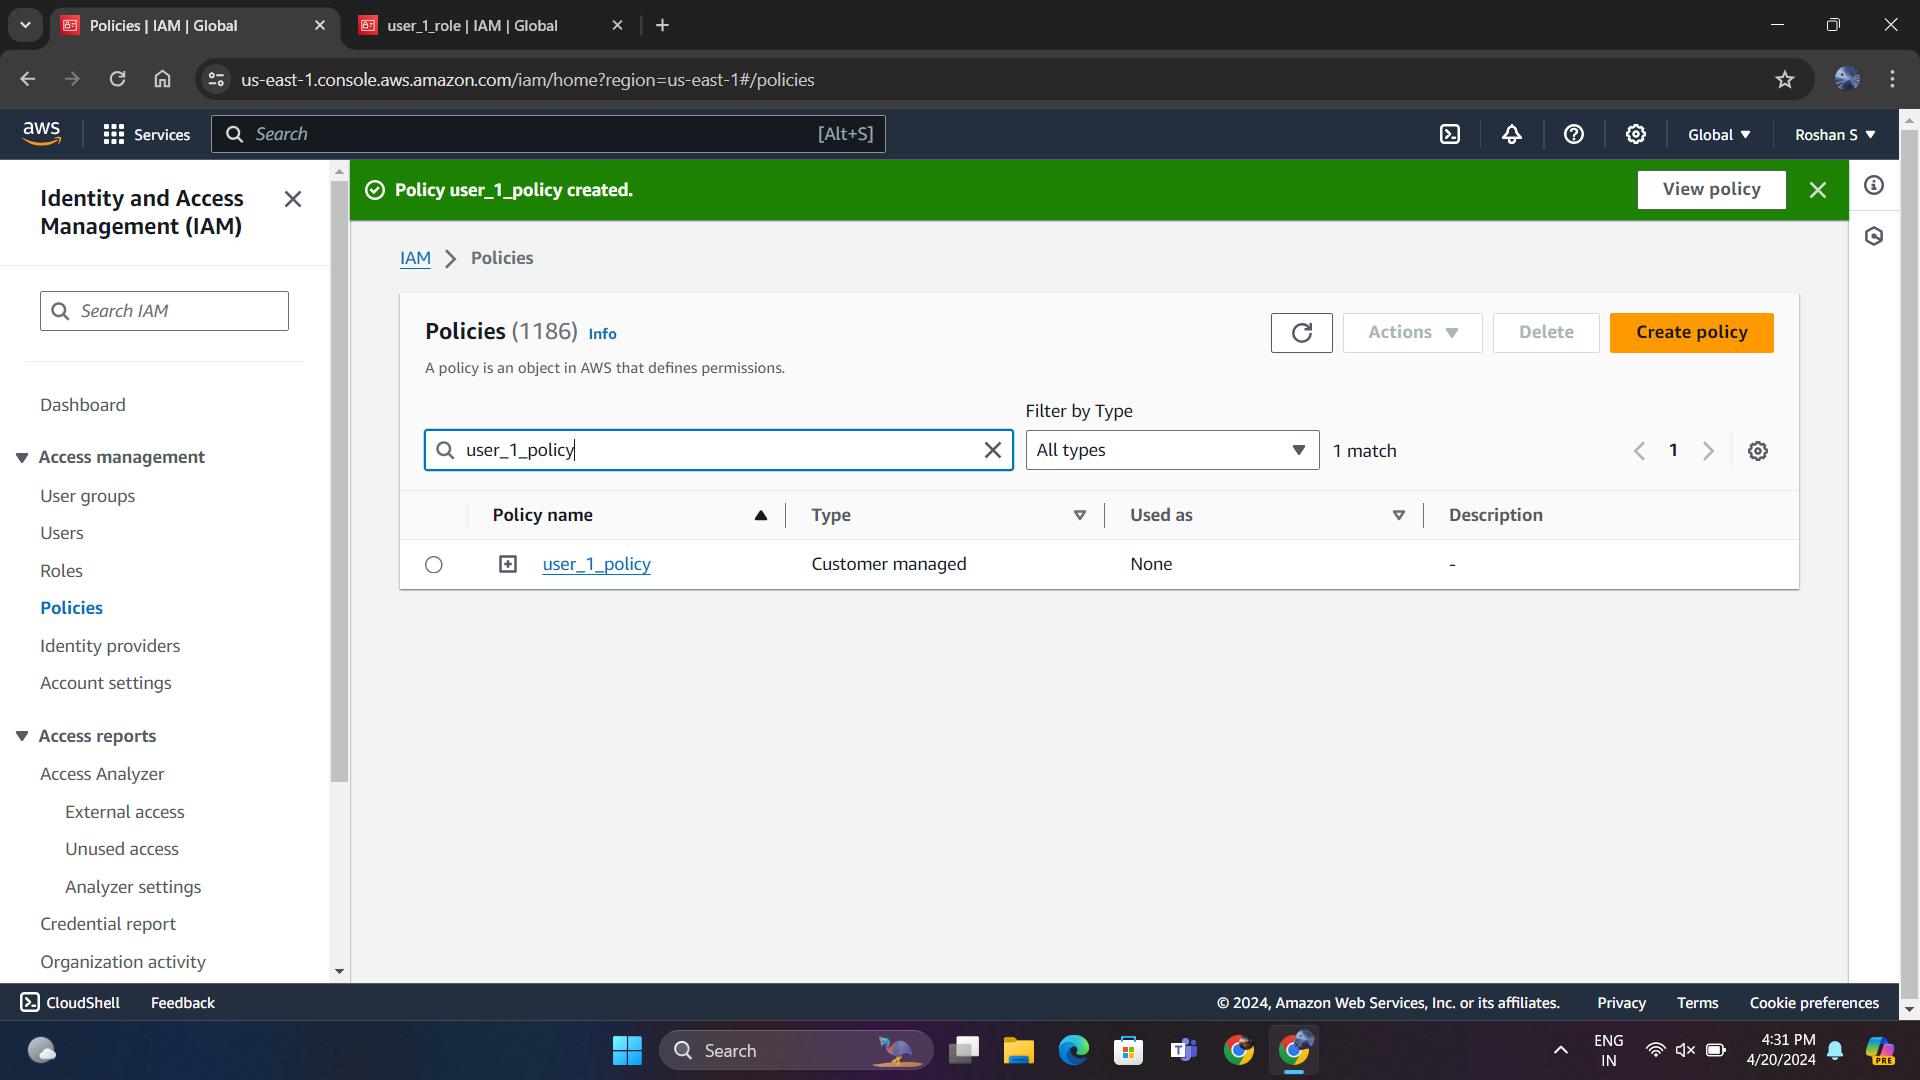 Policies | IAM | Global
user_1_role | IAM | Global
us-east-1.console.aws.amazon.com/iam/home?region=us-east-1#/policies
aws
Services
Search
[Alt+S]
Global
Roshan S
Identity and Access
Management (IAM)
Search IAM
Dashboard
Access management
User groups
Users
Roles
Policies
Identity providers
Account settings
Access reports
Access Analyzer
External access
Unused access
Analyzer settings
Credential report
Organization activity
Policy user_1_policy created.
View policy
IAM
Policies
Policies (1186) Info
A policy is an object in AWS that defines permissions.
Actions
Delete
Create policy
Filter by Type
user_1_policy
All types
1 match
1
Policy name
Type
Used as
Description
user_1_policy
Customer managed
None
-
CloudShell
Feedback
© 2024, Amazon Web Services, Inc. or its affiliates.
Privacy
Terms
Cookie preferences
Search
ENG
IN
4:31 PM
4/20/2024
PRE